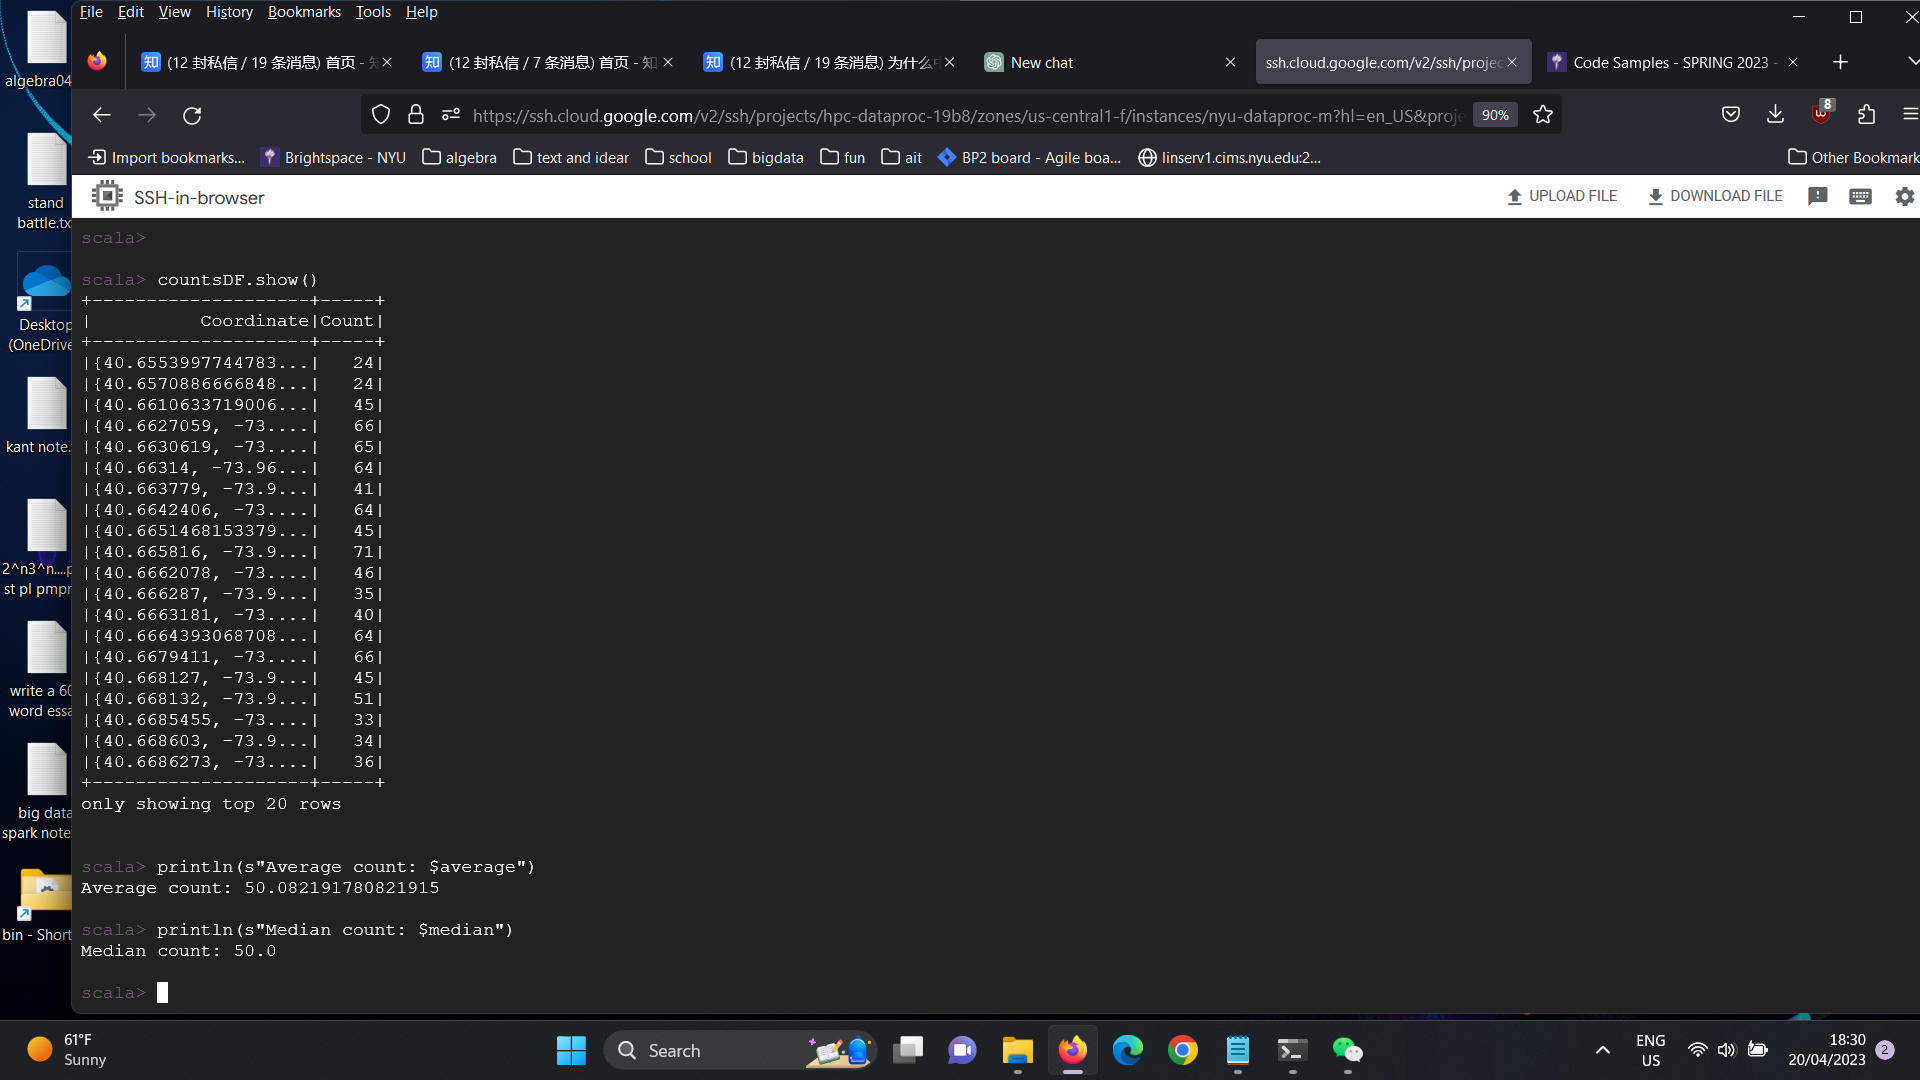 File Edit View History Bookmarks Tools Help
(12 封私信 / 19 条消息) 首页 -
(12 封私信 / 7 条消息) 首页 - 知
(12 封私信 / 19 条消息) 为什么
New chat
ssh.cloud.google.com/v2/ssh/projec
Code Samples - SPRING 2023 -
https://ssh.cloud.google.com/v2/ssh/projects/hpc-dataproc-19b8/zones/us-central1-f/instances/nyu-dataproc-m?hl=en_US&proje
90%
8
Import bookmarks...
Brightspace - NYU
algebra
text and idear
school
bigdata
fun
ait
BP2 board - Agile boa...
linserv1.cims.nyu.edu:2...
Other Bookmark
SSH-in-browser
UPLOAD FILE
DOWNLOAD FILE
algebra04
stand
battle.tx
Desktop
(OneDrive
kant note.
2^n3^n....p
st pl pmpr
write a 60
word essa
big data
spark note
bin - Short
scala>
scala> countsDF.show()
+--------------------+-----+
|          Coordinate|Count|
+--------------------+-----+
|{40.6553997744783...|   24|
|{40.6570886666848...|   24|
|{40.6610633719006...|   45|
|{40.6627059, -73....|   66|
|{40.6630619, -73....|   65|
|{40.66314, -73.96...|   64|
|{40.663779, -73.9...|   41|
|{40.6642406, -73....|   64|
|{40.6651468153379...|   45|
|{40.665816, -73.9...|   71|
|{40.6662078, -73....|   46|
|{40.666287, -73.9...|   35|
|{40.6663181, -73....|   40|
|{40.6664393068708...|   64|
|{40.6679411, -73....|   66|
|{40.668127, -73.9...|   45|
|{40.668132, -73.9...|   51|
|{40.6685455, -73....|   33|
|{40.668603, -73.9...|   34|
|{40.6686273, -73....|   36|
+--------------------+-----+
only showing top 20 rows
scala> println(s"Average count: $average")
Average count: 50.082191780821915
scala> println(s"Median count: $median")
Median count: 50.0
scala>
61°F
Sunny
Search
ENG
US
18:30
20/04/2023
2